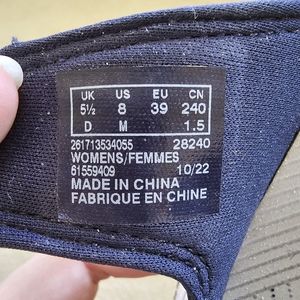 UK US EU CN
5½ 8 39 240
D M 1.5
261713534055 28240
WOMENS/FEMMES
61559409 10/22
MADE IN CHINA
FABRIQUE EN CHINE